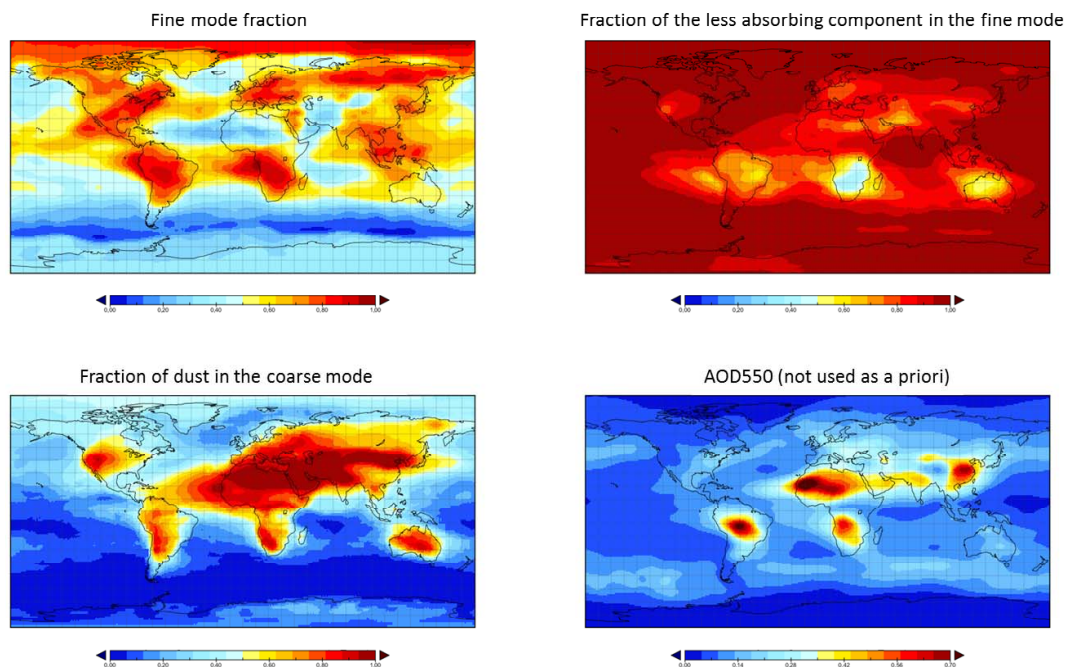 Fine mode fraction
Fraction of the less absorbing component in the fine mode
0,00 0,20 0,40 0,60 0,80 1,00
0,00 0,20 0,40 0,60 0,80 1,00
Fraction of dust in the coarse mode
AOD550 (not used as a priori)
0,00 0,20 0,40 0,60 0,80 1,00
0,00 0,14 0,28 0,42 0,56 0,70